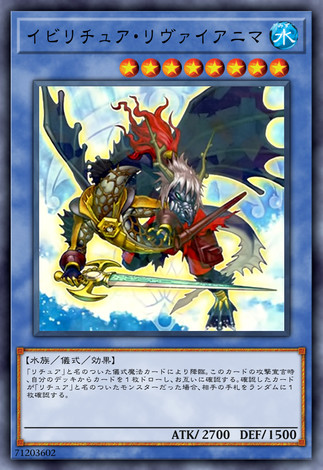 イビリチュア・リヴァイアニマ 水
【水族/儀式/効果】
「リチュア」と名のついた儀式魔法カードにより降臨。このカードの攻撃宣言時
、自分のデッキからカードを1枚ドローし、お互いに確認する。確認したカード
が「リチュア」と名のついたモンスターだった場合、相手の手札をランダムに1
枚確認する。
ATK/ 2700 DEF/1500
71203602